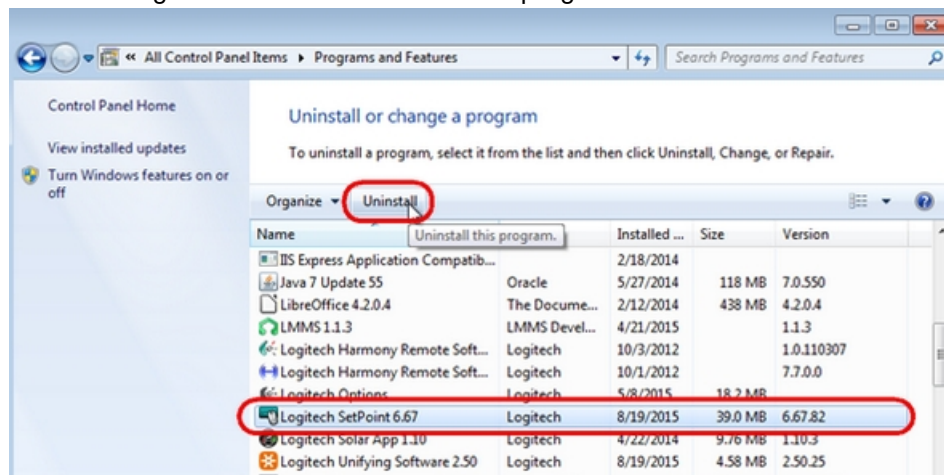 « All Control Panel Items ▸ Programs and Features
Search Programs and Features
Control Panel Home
View installed updates
Turn Windows features on or
off
Uninstall or change a program
To uninstall a program, select it from the list and then click Uninstall, Change, or Repair.
Organize Uninstall
Uninstall this program.
Name Installed ... Size Version
IIS Express Application Compatib... 2/18/2014
Java 7 Update 55 Oracle 5/27/2014 118 MB 7.0.550
LibreOffice 4.2.0.4 The Docume... 2/12/2014 438 MB 4.2.0.4
LMMS 1.1.3 LMMS Devel... 4/21/2015 1.1.3
Logitech Harmony Remote Soft... Logitech 10/3/2012 1.0.110307
Logitech Harmony Remote Soft... Logitech 10/1/2012 7.7.0.0
Logitech Options Logitech 5/8/2015 18.2 MB
Logitech SetPoint 6.67 Logitech 8/19/2015 39.0 MB 6.67.82
Logitech Solar App 1.10 Logitech 4/22/2014 9.76 MB 1.10.3
Logitech Unifying Software 2.50 Logitech 8/19/2015 4.58 MB 2.50.25